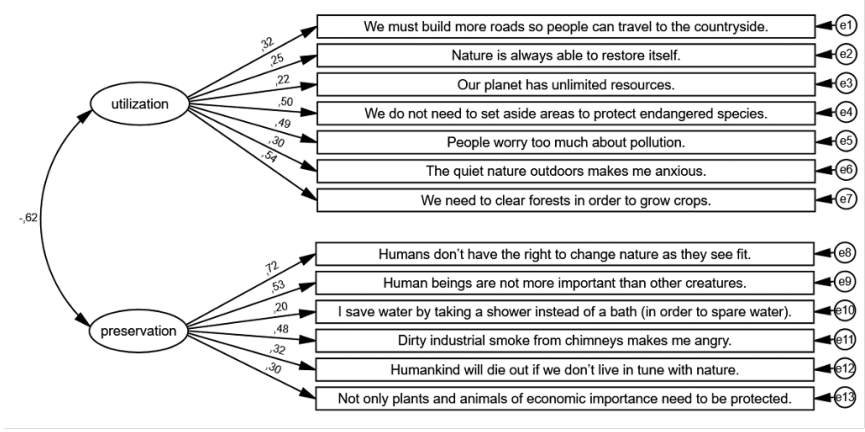 We must build more roads so people can travel to the countryside.
e1
,32
Nature is always able to restore itself.
e2
,25
Our planet has unlimited resources.
e3
,22
utilization
We do not need to set aside areas to protect endangered species.
e4
,50
People worry too much about pollution.
e5
,49
The quiet nature outdoors makes me anxious.
e6
,30
We need to clear forests in order to grow crops.
e7
,54
-,62
Humans don't have the right to change nature as they see fit.
e8
,72
Human beings are not more important than other creatures.
e9
,53
I save water by taking a shower instead of a bath (in order to spare water).
e10
,20
preservation
Dirty industrial smoke from chimneys makes me angry.
e11
,48
Humankind will die out if we don't live in tune with nature.
e12
,32
Not only plants and animals of economic importance need to be protected.
e13
,30